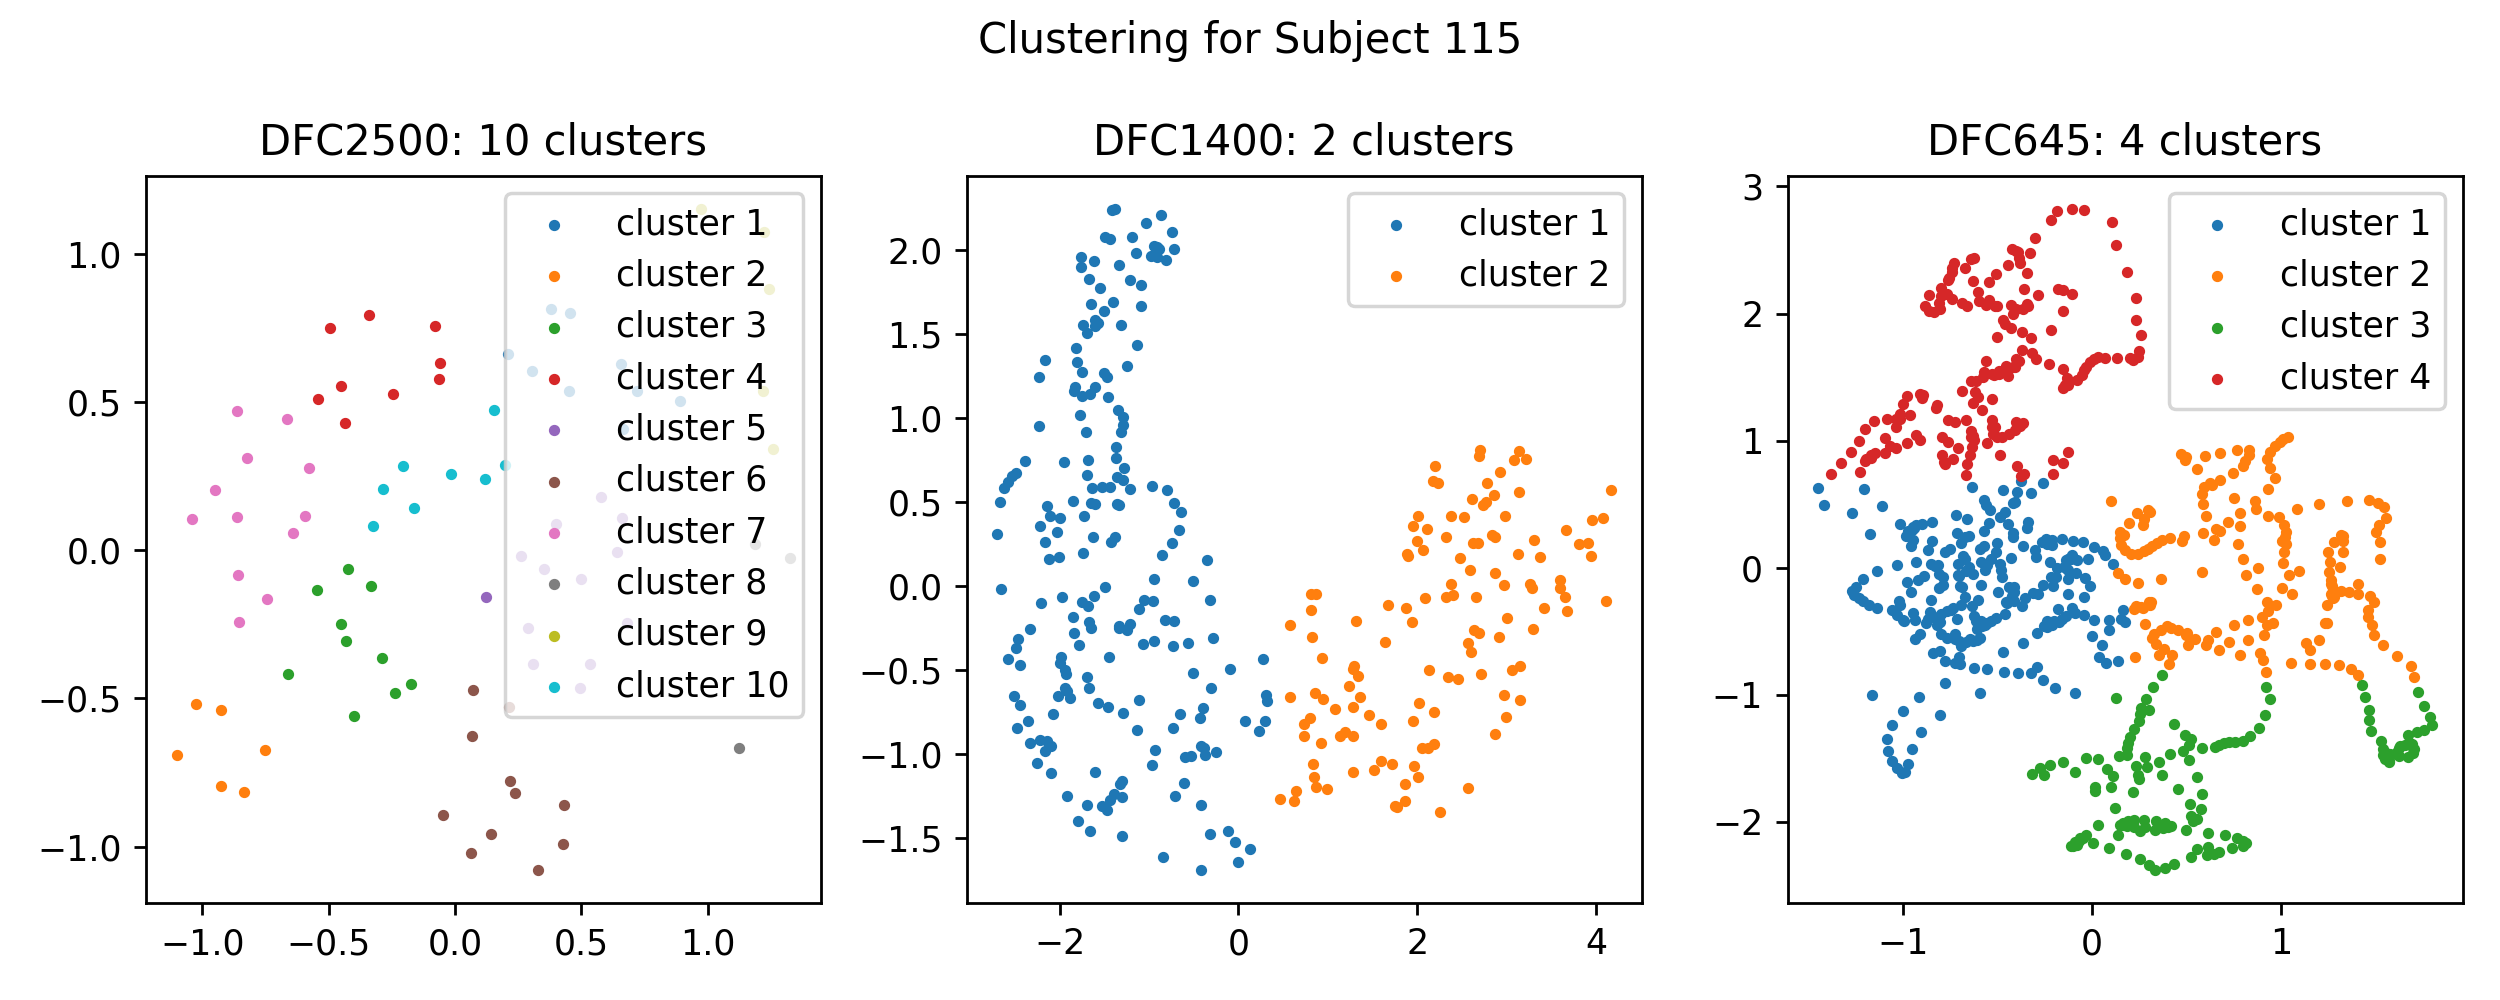 Clustering for Subject 115
DFC2500: 10 clusters
1.0
0.5
0.0
−0.5
−1.0
−1.0
−0.5
0.0
0.5
1.0
cluster 1
cluster 2
cluster 3
cluster 4
cluster 5
cluster 6
cluster 7
cluster 8
cluster 9
cluster 10
DFC1400: 2 clusters
2.0
1.5
1.0
0.5
0.0
−0.5
−1.0
−1.5
−2
0
2
4
cluster 1
cluster 2
DFC645: 4 clusters
3
2
1
0
−1
−2
−1
0
1
cluster 1
cluster 2
cluster 3
cluster 4